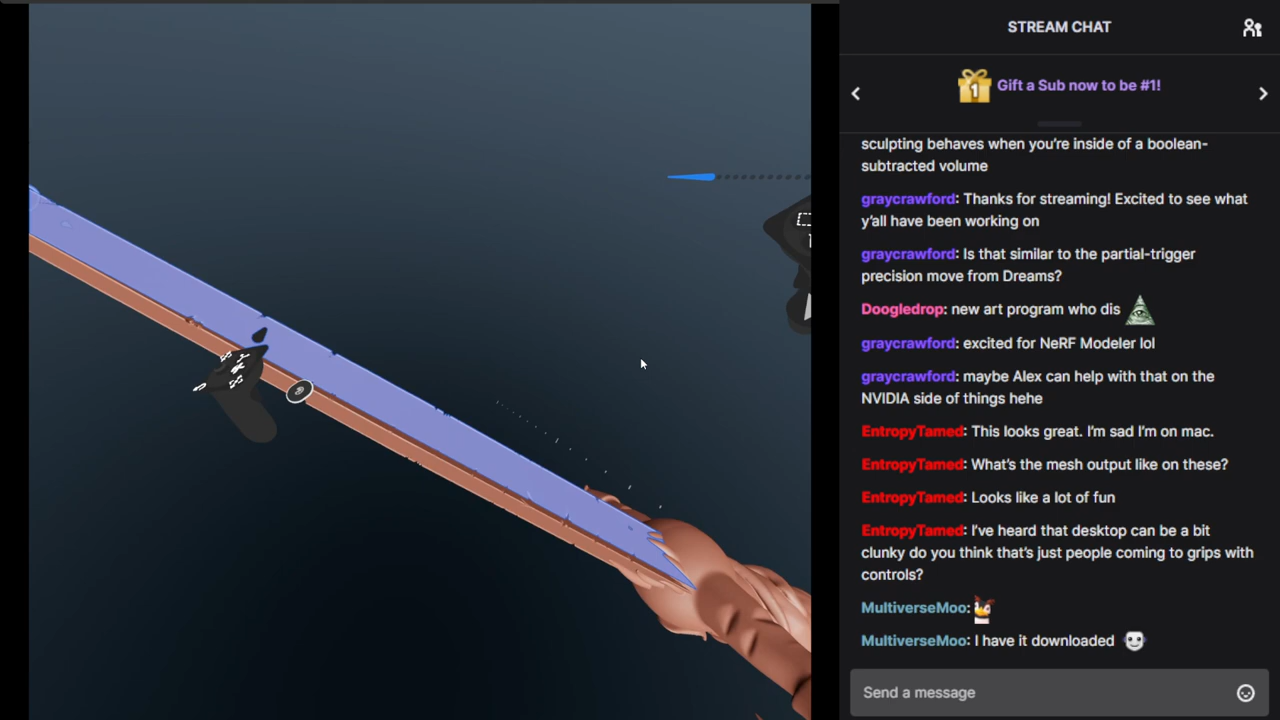 STREAM CHAT
1
Gift a Sub now to be #1!
sculpting behaves when you're inside of a boolean-
subtracted volume
graycrawford: Thanks for streaming! Excited to see what
y'all have been working on
graycrawford: Is that similar to the partial-trigger
precision move from Dreams?
Doogledrop: new art program who dis
graycrawford: excited for NeRF Modeler lol
graycrawford: maybe Alex can help with that on the
NVIDIA side of things hehe
EntropyTamed: This looks great. I'm sad I'm on mac.
EntropyTamed: What's the mesh output like on these?
EntropyTamed: Looks like a lot of fun
EntropyTamed: I've heard that desktop can be a bit
clunky do you think that's just people coming to grips with
controls?
MultiverseMoo:
MultiverseMoo: I have it downloaded
Send a message